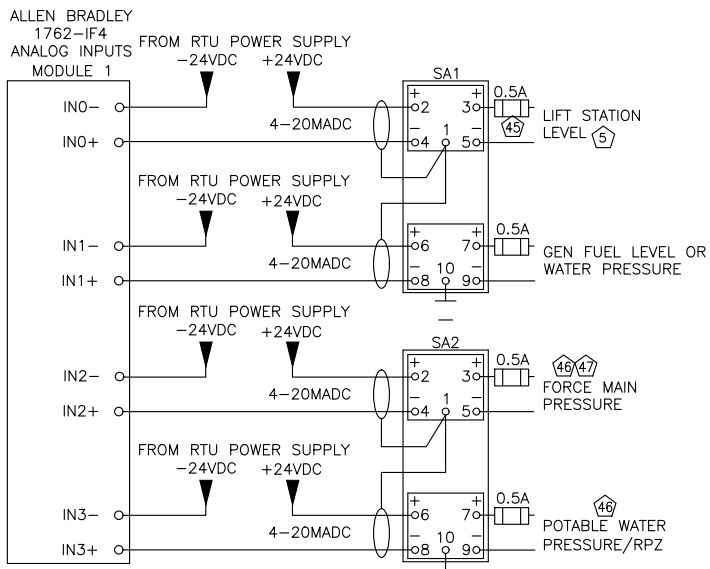 ALLEN BRADLEY
1762-IF4
ANALOG INPUTS
MODULE 1
FROM RTU POWER SUPPLY
-24VDC +24VDC
SA1
IN0-
+ +
2 3
0.5A
45
LIFT STATION
LEVEL 5
4-20MADC
IN0+
- 1 -
4 5
FROM RTU POWER SUPPLY
-24VDC +24VDC
IN1-
+ +
6 7
0.5A
GEN FUEL LEVEL OR
WATER PRESSURE
4-20MADC
IN1+
- 10 -
8 9
FROM RTU POWER SUPPLY
-24VDC +24VDC
SA2
IN2-
+ +
2 3
0.5A
46 47
FORCE MAIN
PRESSURE
4-20MADC
IN2+
- 1 -
4 5
FROM RTU POWER SUPPLY
-24VDC +24VDC
IN3-
+ +
6 7
0.5A
46
POTABLE WATER
PRESSURE/RPZ
4-20MADC
IN3+
- 10 -
8 9